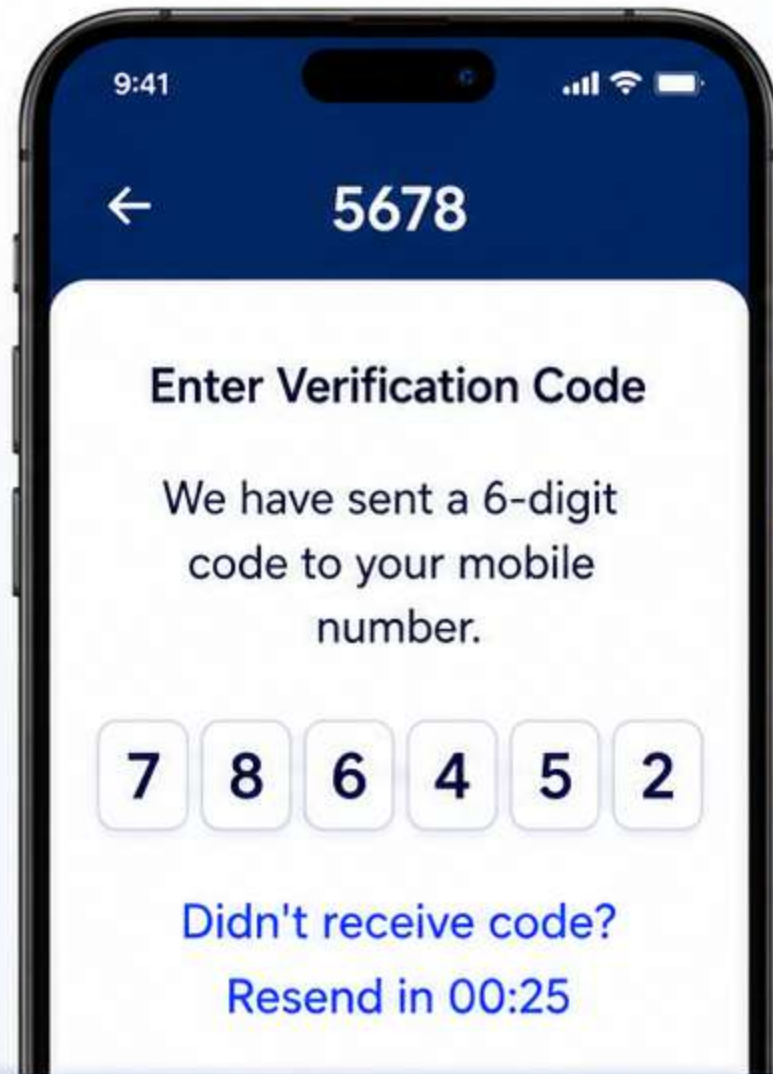 9:41
5678
Enter Verification Code
We have sent a 6-digit
code to your mobile
number.
7 8 6 4 5 2
Didn't receive code?
Resend in 00:25